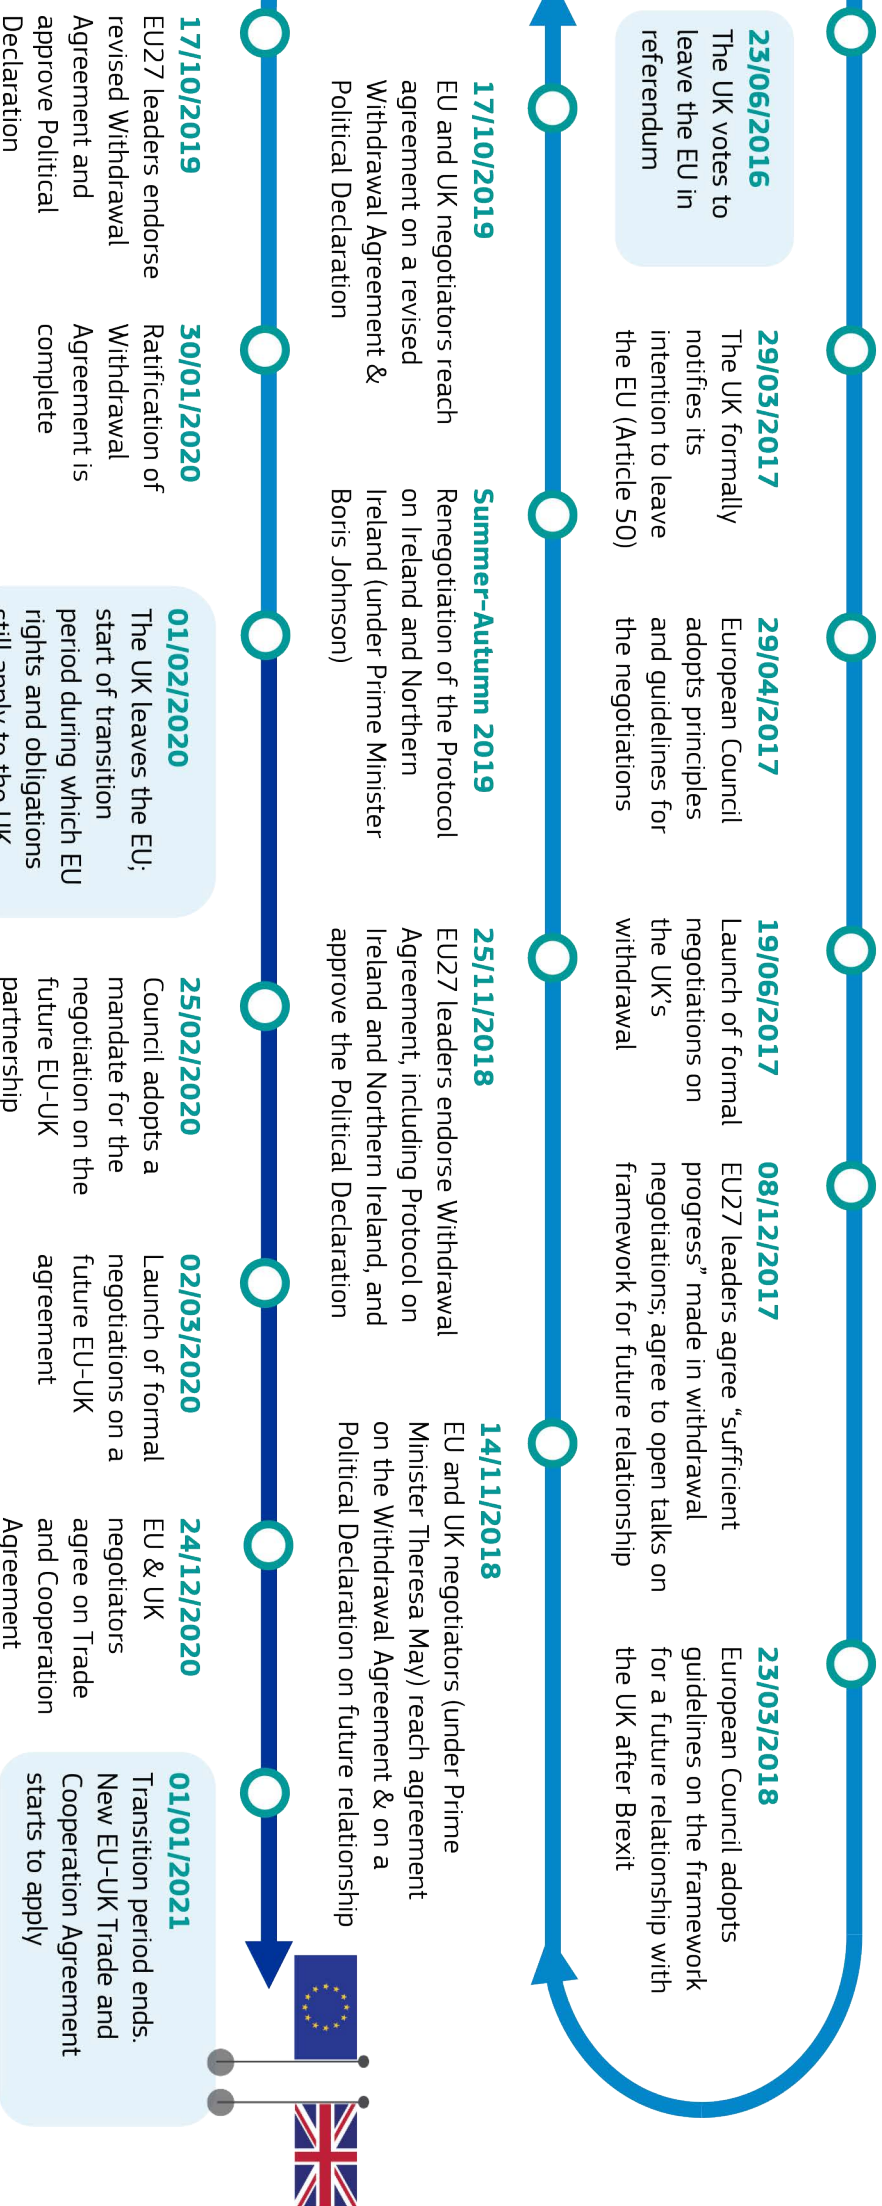 23/06/2016
The UK votes to
leave the EU in
referendum
29/03/2017
The UK formally
notifies its
intention to leave
the EU (Article 50)
29/04/2017
European Council
adopts principles
and guidelines for
the negotiations
19/06/2017
Launch of formal
negotiations on
the UK’s
withdrawal
08/12/2017
EU27 leaders agree “sufficient
progress” made in withdrawal
negotiations; agree to open talks on
framework for future relationship
23/03/2018
European Council adopts
guidelines on the framework
for a future relationship with
the UK after Brexit
14/11/2018
EU and UK negotiators (under Prime
Minister Theresa May) reach agreement
on the Withdrawal Agreement & on a
Political Declaration on future relationship
25/11/2018
EU27 leaders endorse Withdrawal
Agreement, including Protocol on
Ireland and Northern Ireland, and
approve the Political Declaration
Summer-Autumn 2019
Renegotiation of the Protocol
on Ireland and Northern
Ireland (under Prime Minister
Boris Johnson)
17/10/2019
EU and UK negotiators reach
agreement on a revised
Withdrawal Agreement &
Political Declaration
17/10/2019
EU27 leaders endorse
revised Withdrawal
Agreement and
approve Political
Declaration
30/01/2020
Ratification of
Withdrawal
Agreement is
complete
01/02/2020
The UK leaves the EU;
start of transition
period during which EU
rights and obligations
still apply to the UK
25/02/2020
Council adopts a
mandate for the
negotiation on the
future EU-UK
partnership
02/03/2020
Launch of formal
negotiations on a
future EU-UK
agreement
24/12/2020
EU & UK
negotiators
agree on Trade
and Cooperation
Agreement
01/01/2021
Transition period ends.
New EU-UK Trade and
Cooperation Agreement
starts to apply